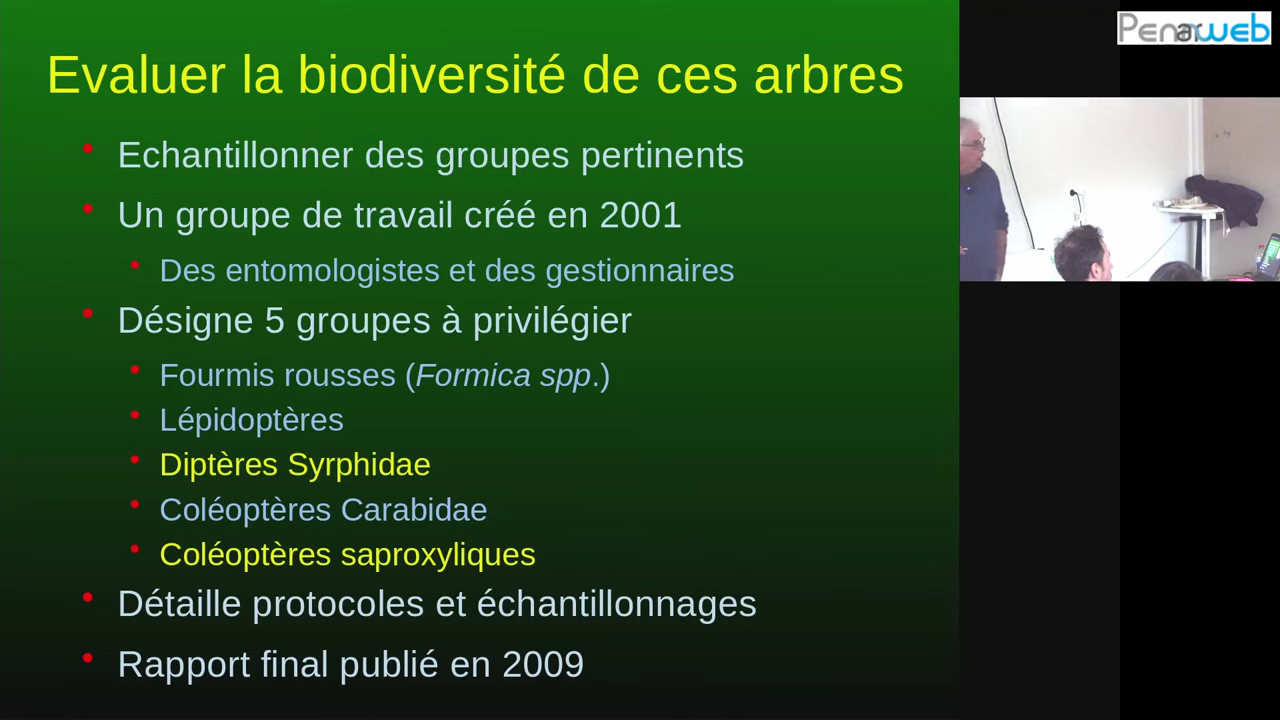 Evaluer la biodiversité de ces arbres
Echantillonner des groupes pertinents
Un groupe de travail créé en 2001
Des entomologistes et des gestionnaires
Désigne 5 groupes à privilégier
Fourmis rousses (Formica spp.)
Lépidoptères
Diptères Syrphidae
Coléoptères Carabidae
Coléoptères saproxyliques
Détaille protocoles et échantillonnages
Rapport final publié en 2009
Penarweb